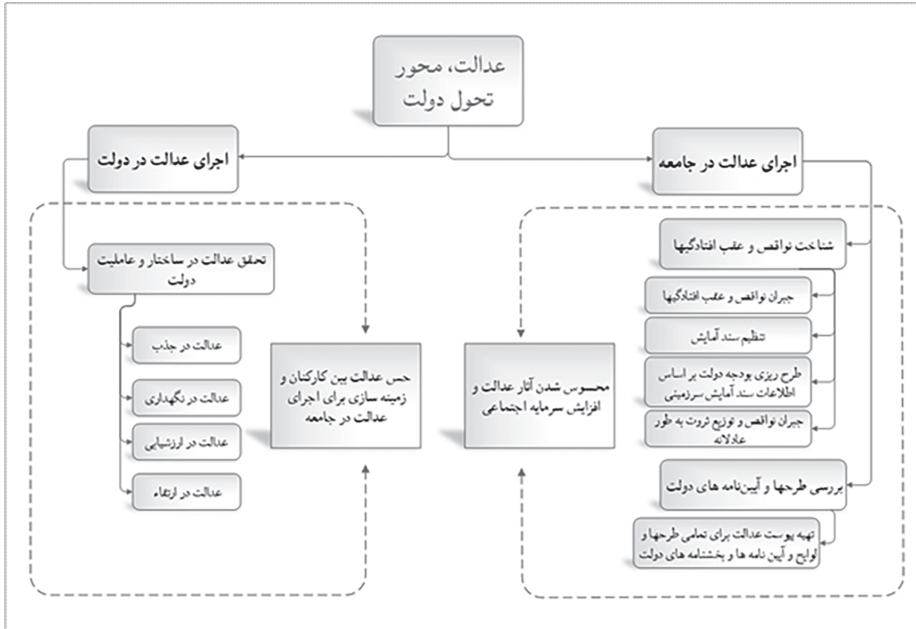 عدالت، محور
تحول دولت
اجرای عدالت در جامعه
شناخت نواقص و عقب افتادگیها
جبران نواقص و عقب افتادگیها
تنظیم سند آمایش
طرح ریزی بودجه دولت بر اساس
اطلاعات سند آمایش سرزمینی
جبران نواقص و توزیع ثروت به طور
عادلانه
بررسی طرحها و آیین‌نامه های دولت
تهیه پیوست عدالت برای تمامی طرحها و
لوایح و آیین نامه ها و بخشنامه های دولت
محسوس شدن آثار عدالت و
افزایش سرمایه اجتماعی
اجرای عدالت در دولت
تحقق عدالت در ساختار و عاملیت
دولت
عدالت در جذب
عدالت در نگهداری
عدالت در ارزشیابی
عدالت در ارتقاء
حس عدالت بین کارکنان و
زمینه سازی برای اجرای
عدالت در جامعه